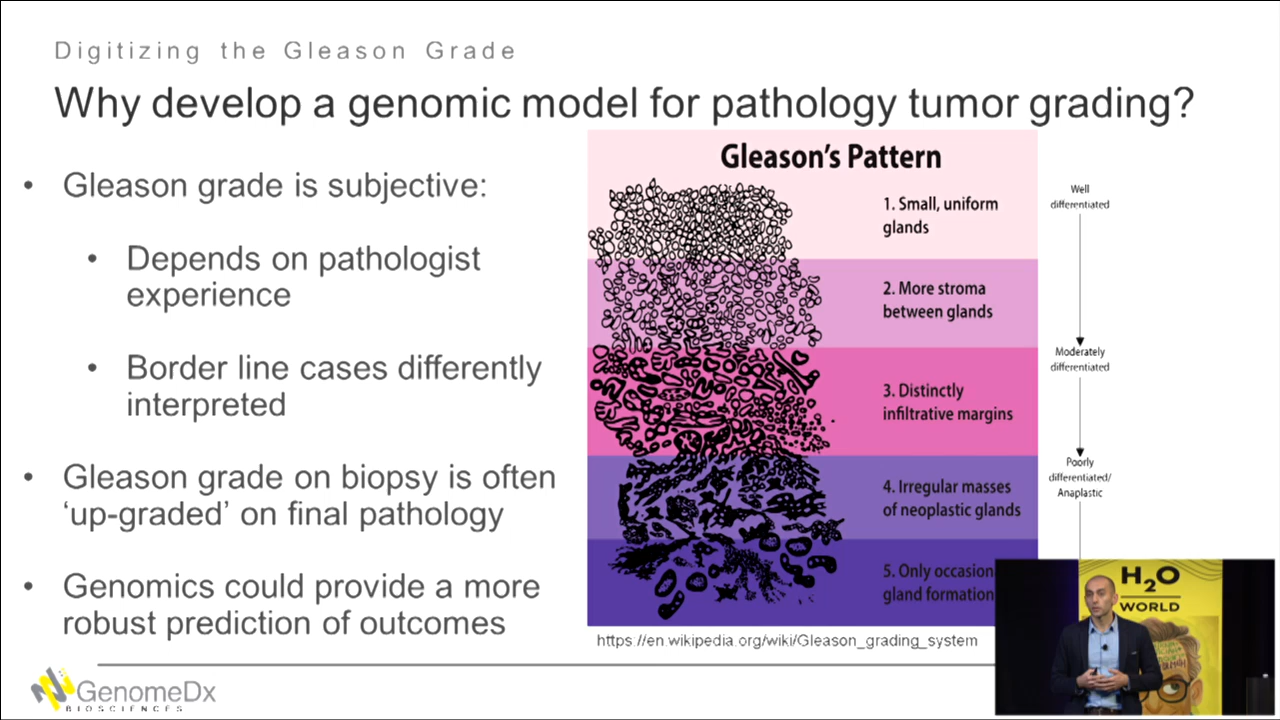 Digitizing the Gleason Grade
Why develop a genomic model for pathology tumor grading?
• Gleason grade is subjective:
• Depends on pathologist
experience
• Border line cases differently
interpreted
• Gleason grade on biopsy is often
‘up-graded’ on final pathology
• Genomics could provide a more
robust prediction of outcomes
Gleason's Pattern
1. Small, uniform
glands
2. More stroma
between glands
3. Distinctly
infiltrative margins
4. Irregular masses
of neoplastic glands
5. Only occasion
gland formation
Well
differentiated
Moderately
differentiated
Poorly
differentiated/
Anaplastic
https://en.wikipedia.org/wiki/Gleason_grading_system
GenomeDx
BIOSCIENCES
H2O
WORLD